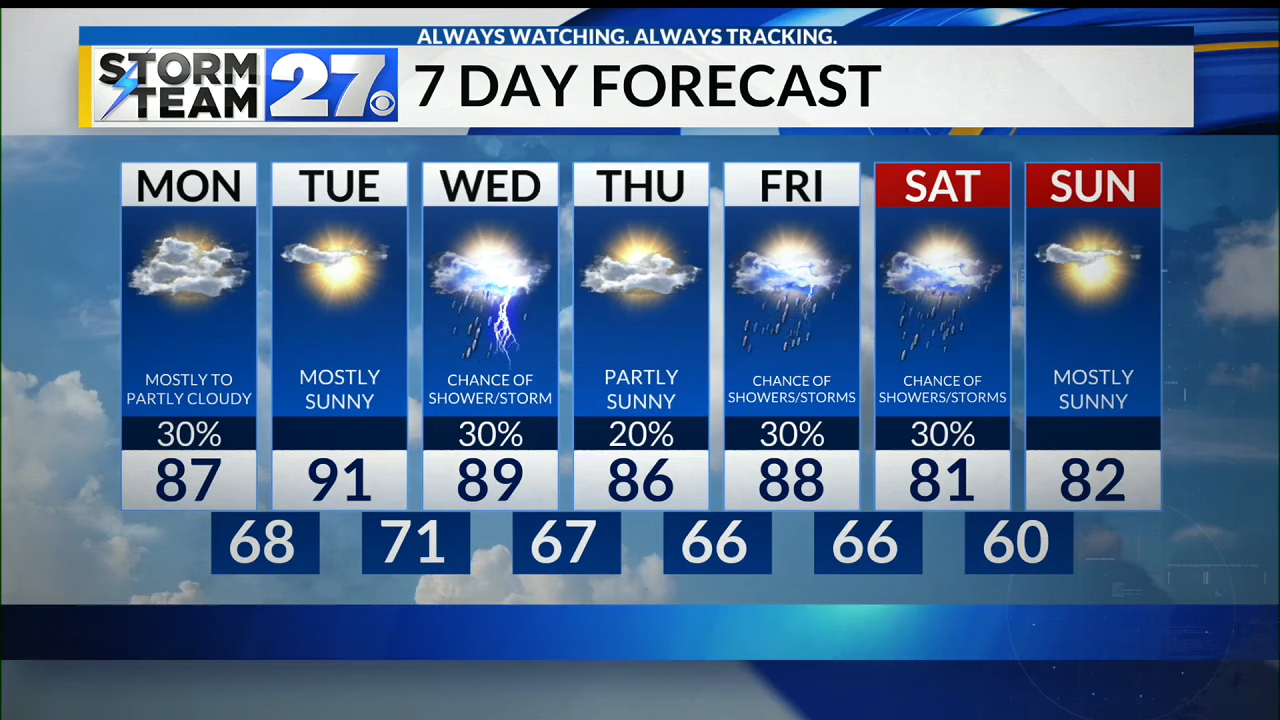 ALWAYS WATCHING. ALWAYS TRACKING.
STORM
TEAM
27
7 DAY FORECAST
MON TUE WED THU FRI SAT SUN
MOSTLY TO
PARTLY CLOUDY
MOSTLY
SUNNY
CHANCE OF
SHOWER/STORM
PARTLY
SUNNY
CHANCE OF
SHOWERS/STORMS
CHANCE OF
SHOWERS/STORMS
MOSTLY
SUNNY
30% 30% 20% 30% 30%
87 91 89 86 88 81 82
68 71 67 66 66 60